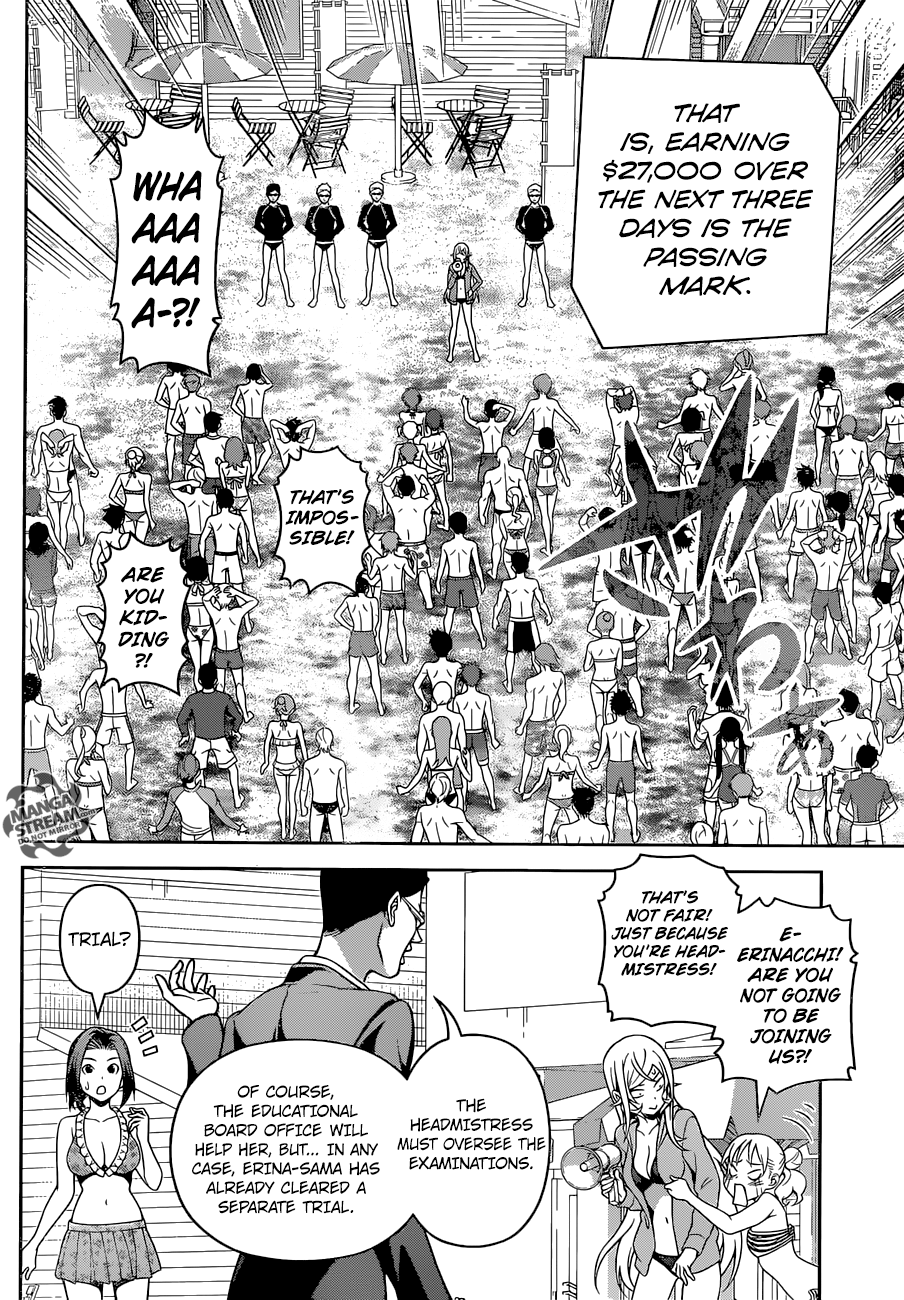 THAT
IS, EARNING
$27,000 OVER
THE NEXT THREE
DAYS IS THE
PASSING
MARK.
WHA
AAA
AAA
A-?!
THAT'S
IMPOS-
SIBLE!
ARE
YOU
KID-
DING
?!
MANGA
STREAM
DO NOT MIRROR
E-
ERINACCHI!
ARE YOU
NOT GOING
TO BE
JOINING
US?!
THAT'S
NOT FAIR!
JUST BECAUSE
YOU'RE HEAD-
MISTRESS!
THE
HEADMISTRESS
MUST OVERSEE THE
EXAMINATIONS.
OF COURSE,
THE EDUCATIONAL
BOARD OFFICE WILL
HELP HER, BUT... IN ANY
CASE, ERINA-SAMA HAS
ALREADY CLEARED A
SEPARATE TRIAL.
TRIAL?